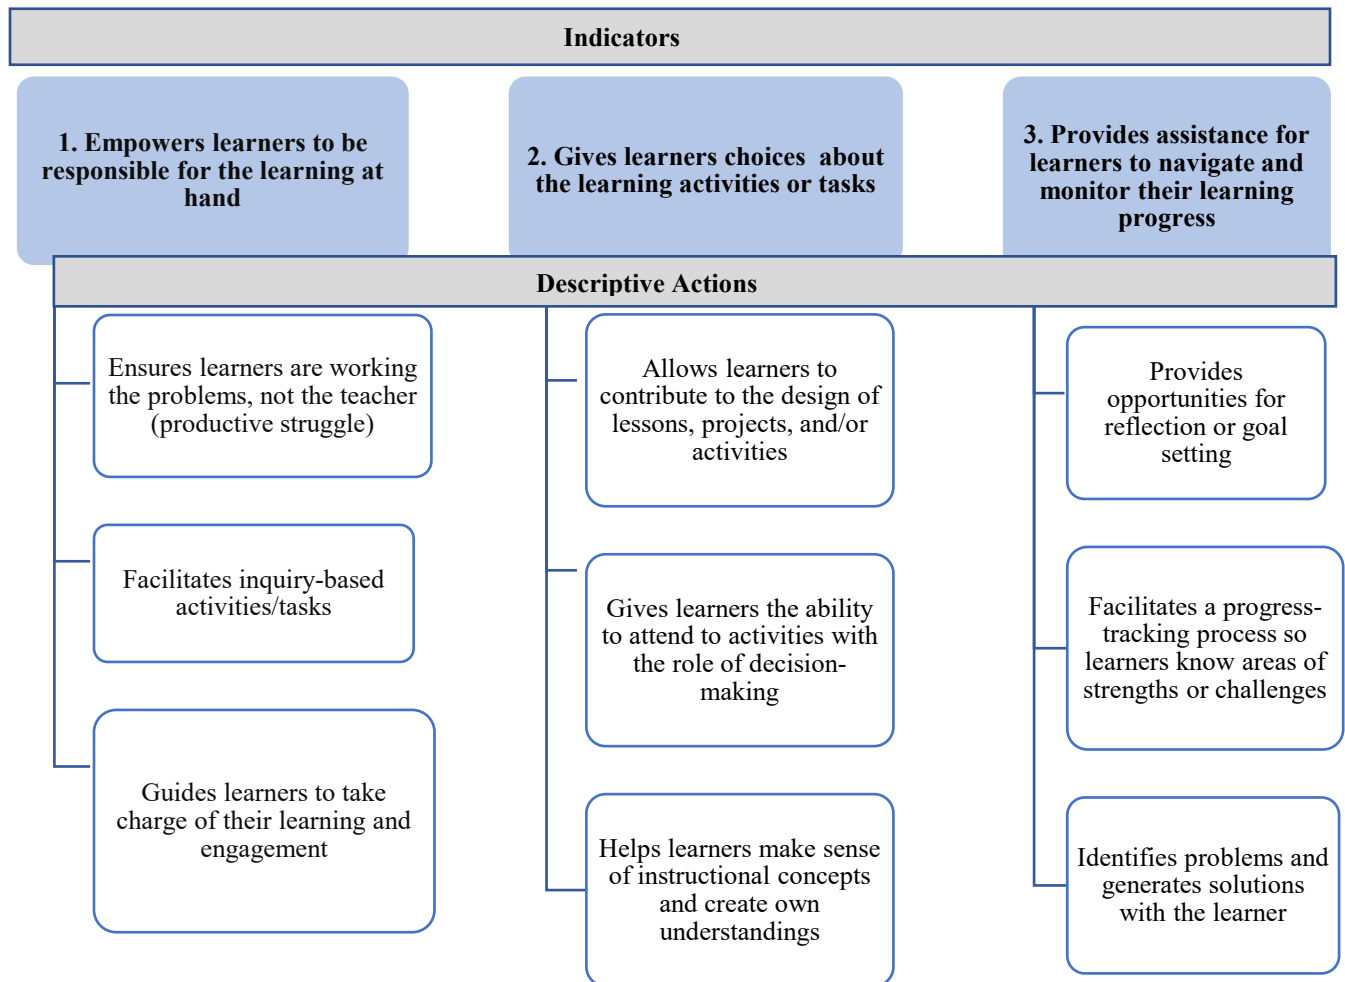 Indicators
1. Empowers learners to be
responsible for the learning at
hand
2. Gives learners choices about
the learning activities or tasks
3. Provides assistance for
learners to navigate and
monitor their learning
progress
Descriptive Actions
Ensures learners are working
the problems, not the teacher
(productive struggle)
Facilitates inquiry-based
activities/tasks
Guides learners to take
charge of their learning and
engagement
Allows learners to
contribute to the design of
lessons, projects, and/or
activities
Gives learners the ability
to attend to activities with
the role of decision-
making
Helps learners make sense
of instructional concepts
and create own
understandings
Provides
opportunities for
reflection or goal
setting
Facilitates a progress-
tracking process so
learners know areas of
strengths or challenges
Identifies problems and
generates solutions
with the learner